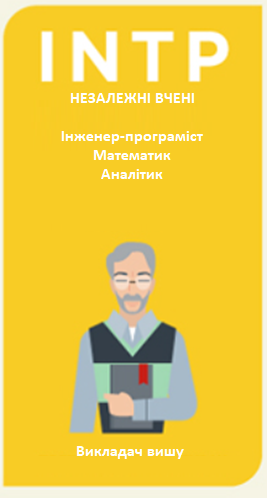 INTP
НЕЗАЛЕЖНІ ВЧЕНІ
Інженер-програміст
Математик
Аналітик
Викладач вишу